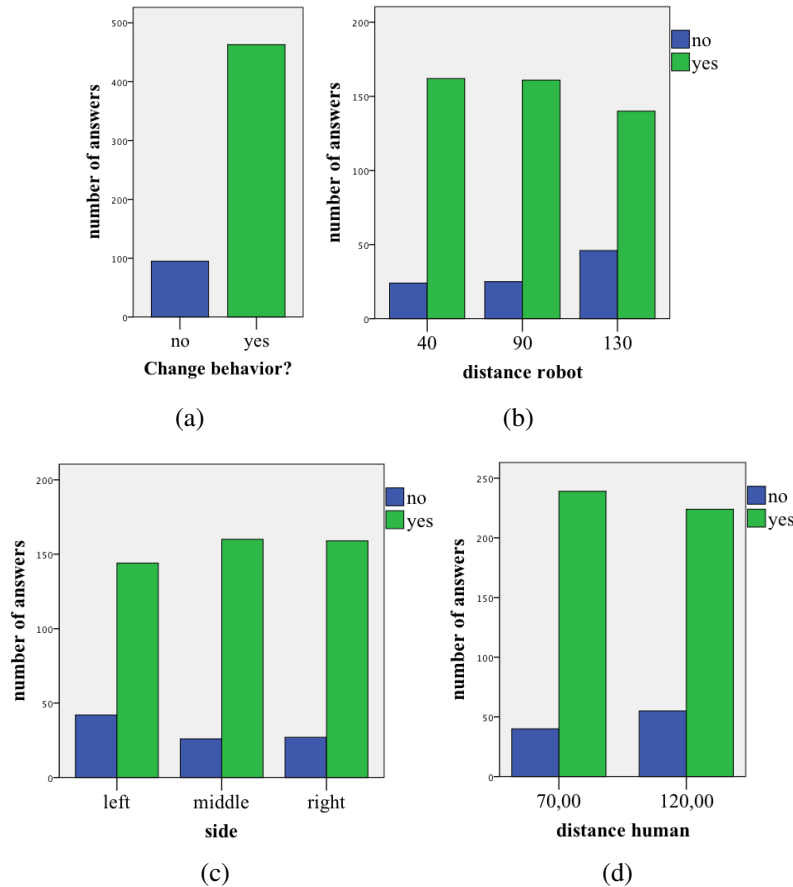 500
400
300
200
100
0
number of answers
no
yes
Change behavior?
(a)
200
150
100
50
0
number of answers
no
yes
40
90
130
distance robot
(b)
200
150
100
50
0
number of answers
no
yes
left
middle
right
side
(c)
250
200
150
100
50
0
number of answers
no
yes
70,00
120,00
distance human
(d)